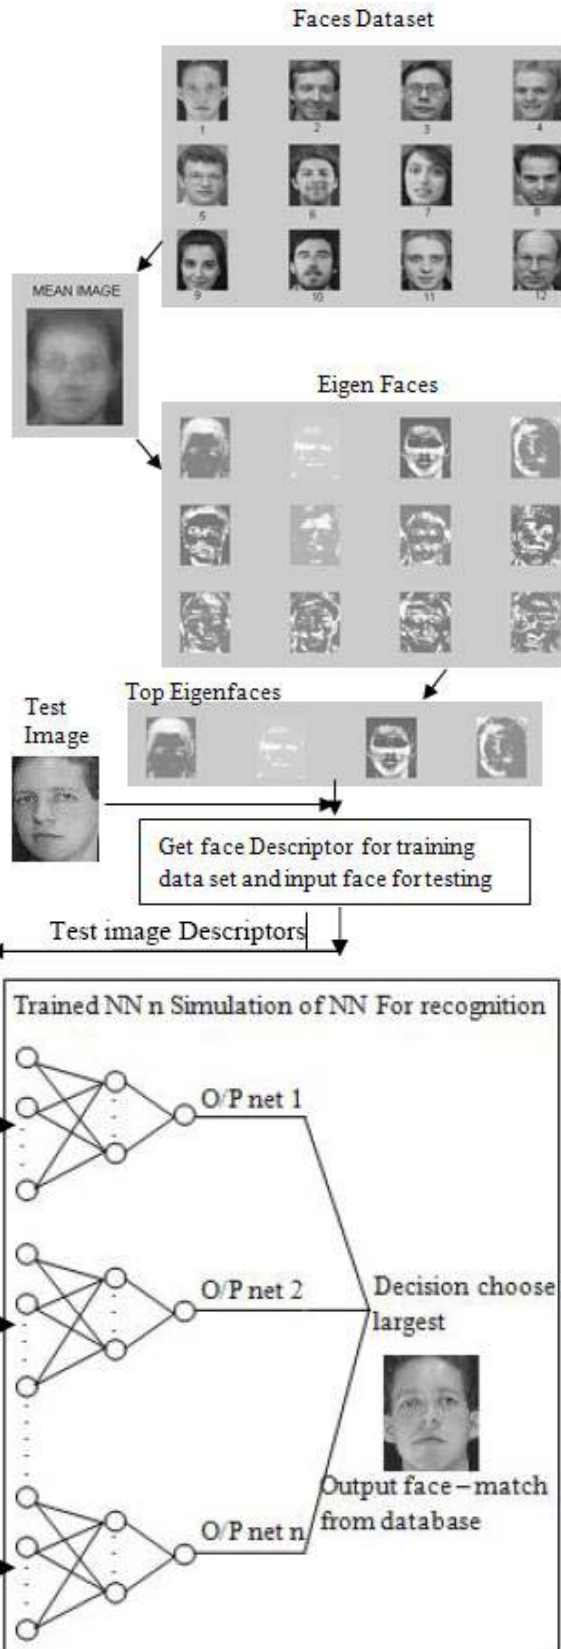 Faces Dataset
1 2 3 4
5 6 7 8
9 10 11 12
MEAN IMAGE
Eigen Faces
Top Eigenfaces
Test
Image
Get face Descriptor for training
data set and input face for testing
Test image Descriptors
Trained NN n Simulation of NN For recognition
O/P net 1
O/P net 2
Decision choose
largest
Output face – match
from database
O/P net n